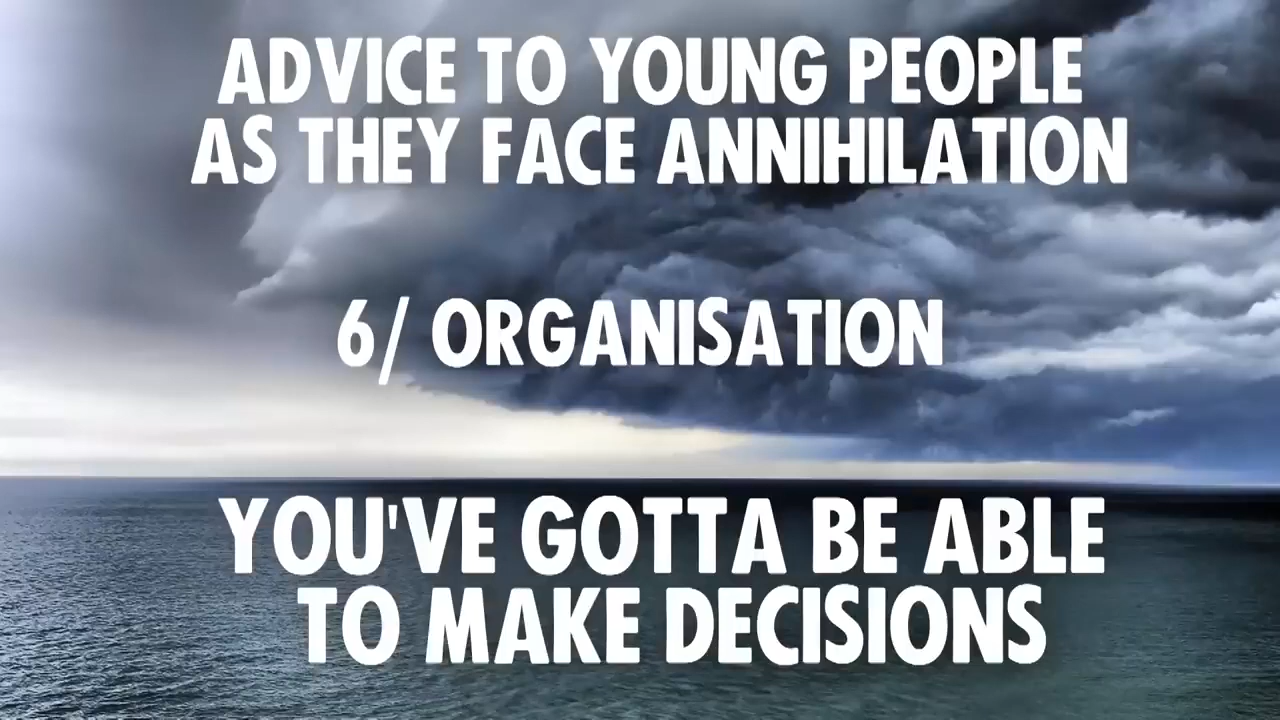 ADVICE TO YOUNG PEOPLE
AS THEY FACE ANNIHILATION
6/ ORGANISATION
YOU'VE GOTTA BE ABLE
TO MAKE DECISIONS